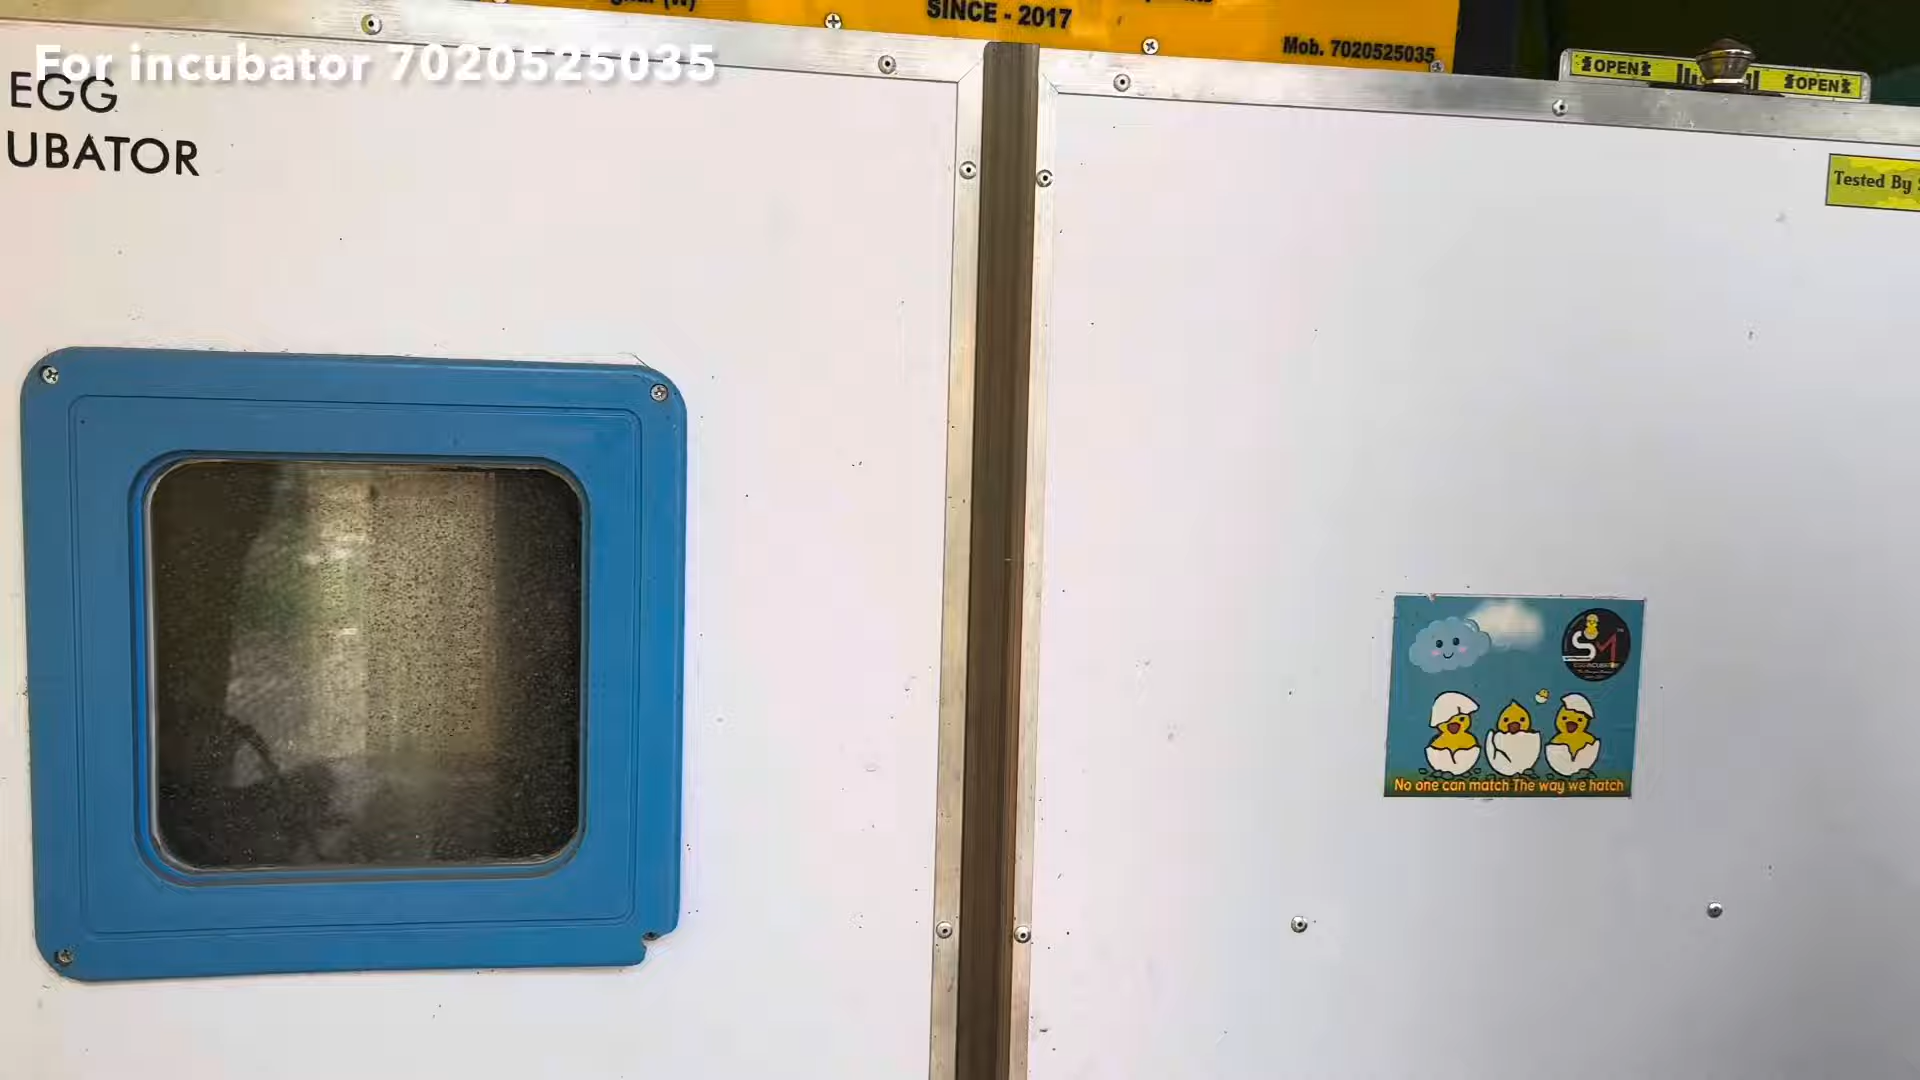 SINCE - 2017
Mob. 7020525035
For incubator 7020525035
OPEN
OPEN
EGG
UBATOR
Tested By
SM
No one can match The way we hatch